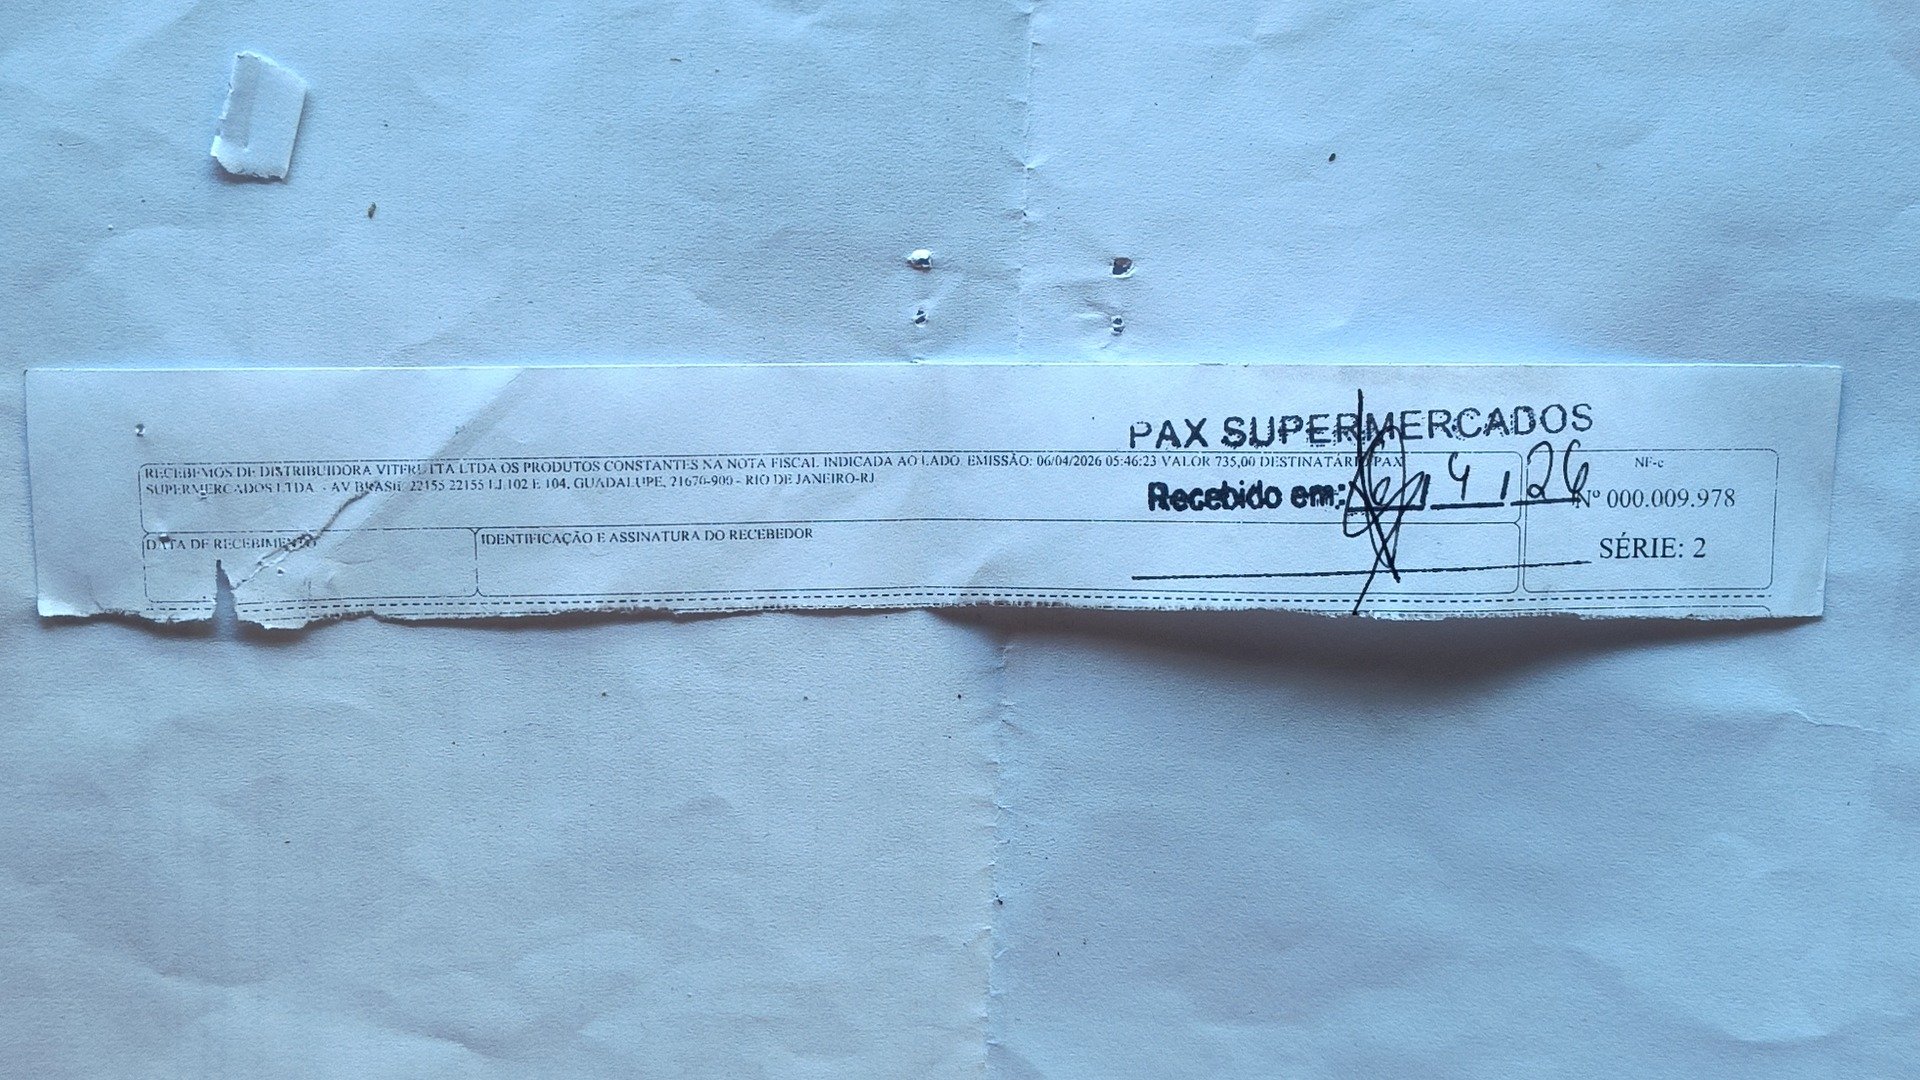 PAX SUPERMERCADOS
RECEBEMOS DE DISTRIBUIDORA VITFRUTTA LTDA OS PRODUTOS CONSTANTES NA NOTA FISCAL INDICADA AO LADO. EMISSÃO: 06/04/2026 05:46:23 VALOR 735,00 DESTINATÁRIO: PAX
SUPERMERCADOS LTDA - AV BRASIL 22155 22155 LJ 102 E 104, GUADALUPE, 21670-909 - RIO DE JANEIRO-RJ
NF-e
Recebido em: 6 / 4 / 26
Nº 000.009.978
SÉRIE: 2
DATA DE RECEBIMENTO
IDENTIFICAÇÃO E ASSINATURA DO RECEBEDOR